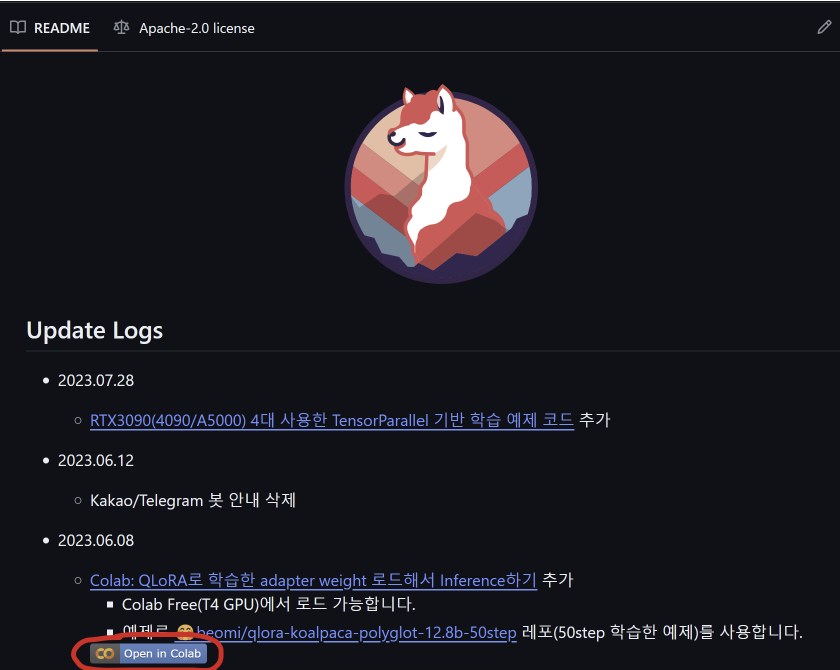 README Apache-2.0 license
Update Logs
2023.07.28
RTX3090(4090/A5000) 4대 사용한 TensorParallel 기반 학습 예제 코드 추가
2023.06.12
Kakao/Telegram 봇 안내 삭제
2023.06.08
Colab: QLoRA로 학습한 adapter weight 로드해서 Inference하기 추가
Colab Free(T4 GPU)에서 로드 가능합니다.
예제로 🤗beomi/qlora-koalpaca-polyglot-12.8b-50step 레포(50step 학습한 예제)를 사용합니다.
Open in Colab